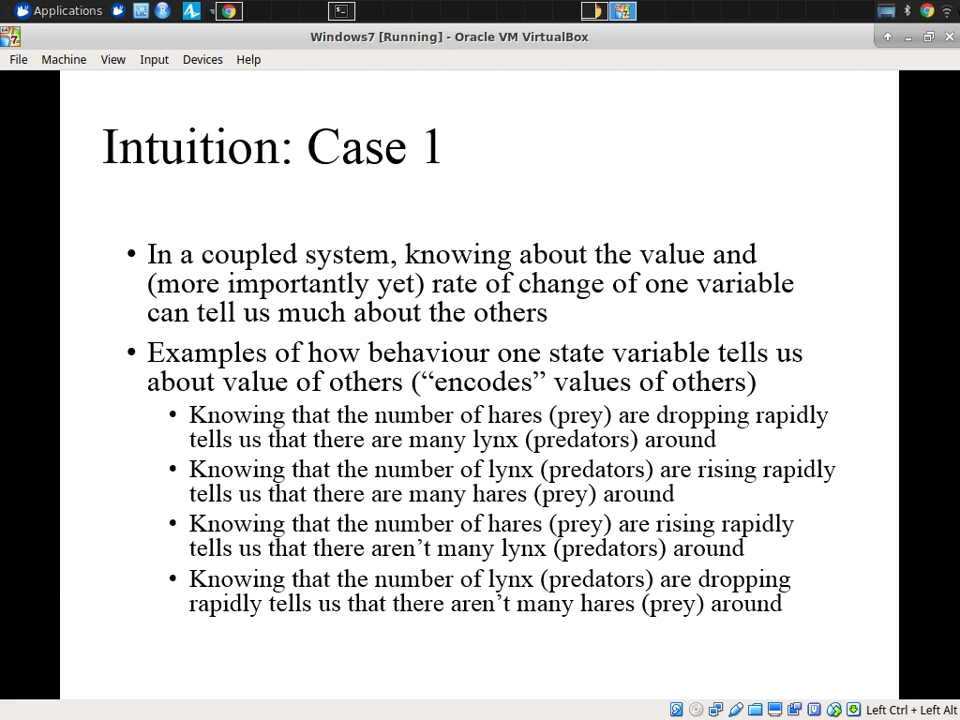 Applications
Windows7 [Running] - Oracle VM VirtualBox
File Machine View Input Devices Help
Intuition: Case 1
• In a coupled system, knowing about the value and
(more importantly yet) rate of change of one variable
can tell us much about the others
• Examples of how behaviour one state variable tells us
about value of others (“encodes” values of others)
• Knowing that the number of hares (prey) are dropping rapidly
tells us that there are many lynx (predators) around
• Knowing that the number of lynx (predators) are rising rapidly
tells us that there are many hares (prey) around
• Knowing that the number of hares (prey) are rising rapidly
tells us that there aren’t many lynx (predators) around
• Knowing that the number of lynx (predators) are dropping
rapidly tells us that there aren’t many hares (prey) around
Left Ctrl + Left Alt